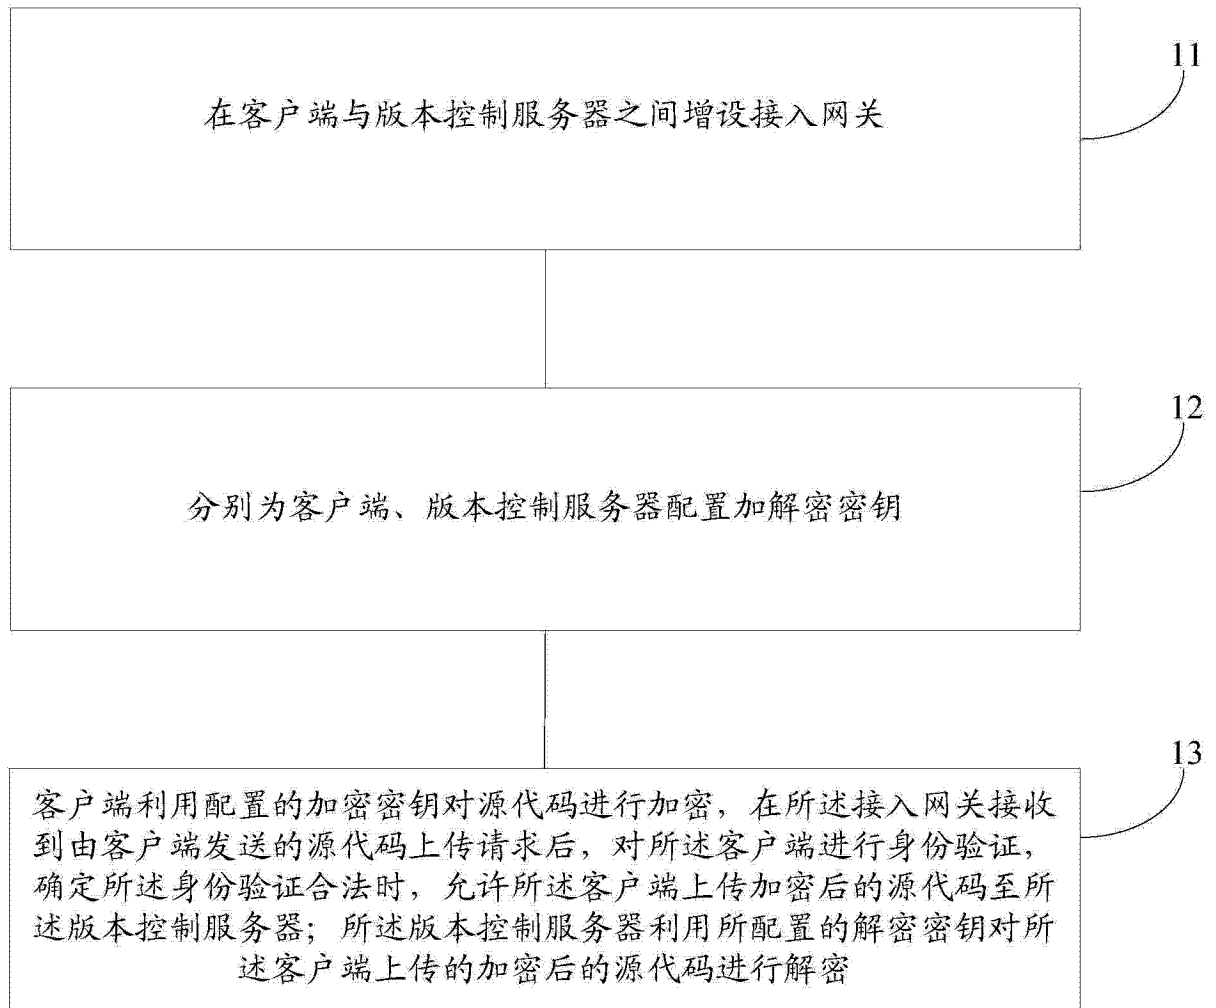 在客户端与版本控制服务器之间增设接入网关
11
分别为客户端、版本控制服务器配置加解密密钥
12
客户端利用配置的加密密钥对源代码进行加密，在所述接入网关接收
到由客户端发送的源代码上传请求后，对所述客户端进行身份验证，
确定所述身份验证合法时，允许所述客户端上传加密后的源代码至所
述版本控制服务器；所述版本控制服务器利用所配置的解密密钥对所
述客户端上传的加密后的源代码进行解密
13